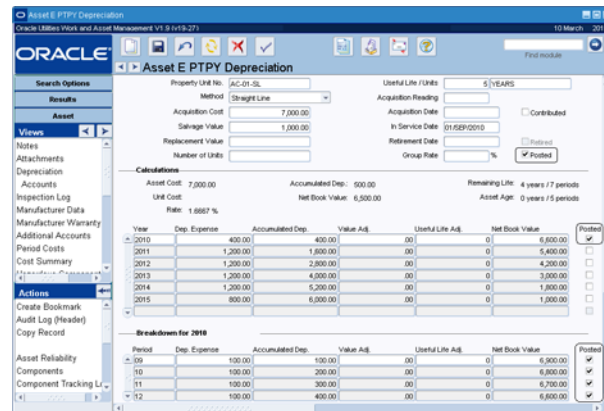 Asset E PTPY Depreciation
Oracle Utilities Work and Asset Management V1.9 (v19-27)
10 March 201
ORACLE
Find module
Asset E PTPY Depreciation
Search Options
Results
Asset
Views
Notes
Attachments
Depreciation
Accounts
Inspection Log
Manufacturer Data
Manufacturer Warranty
Additional Accounts
Period Costs
Cost Summary
Actions
Create Bookmark
Audit Log (Header)
Copy Record
Asset Reliability
Components
Component Tracking L
Property Unit No. AC-01-SL Useful Life / Units 5 YEARS
Method Straight Line Acquisition Reading
Acquisition Cost 7,000.00 Acquisition Date Contributed
Salvage Value 1,000.00 In Service Date 01/SEP/2010
Replacement Value Retirement Date Retired
Number of Units Group Rate % Posted
Calculations
Asset Cost: 7,000.00 Accumulated Dep.: 500.00 Remaining Life: 4 years / 7 periods
Unit Cost: Net Book Value: 6,500.00 Asset Age: 0 years / 5 periods
Rate: 1.6667 %
Year Dep. Expense Accumulated Dep. Value Adj. Useful Life Adj. Net Book Value Posted
2010 400.00 400.00 .00 0 6,600.00
2011 1,200.00 1,600.00 .00 0 5,400.00
2012 1,200.00 2,800.00 .00 0 4,200.00
2013 1,200.00 4,000.00 .00 0 3,000.00
2014 1,200.00 5,200.00 .00 0 1,800.00
2015 800.00 6,000.00 .00 0 1,000.00
Breakdown for 2010
Period Dep. Expense Accumulated Dep. Value Adj. Useful Life Adj. Net Book Value Posted
09 100.00 100.00 .00 0 6,900.00
10 100.00 200.00 .00 0 6,800.00
11 100.00 300.00 .00 0 6,700.00
12 100.00 400.00 .00 0 6,600.00